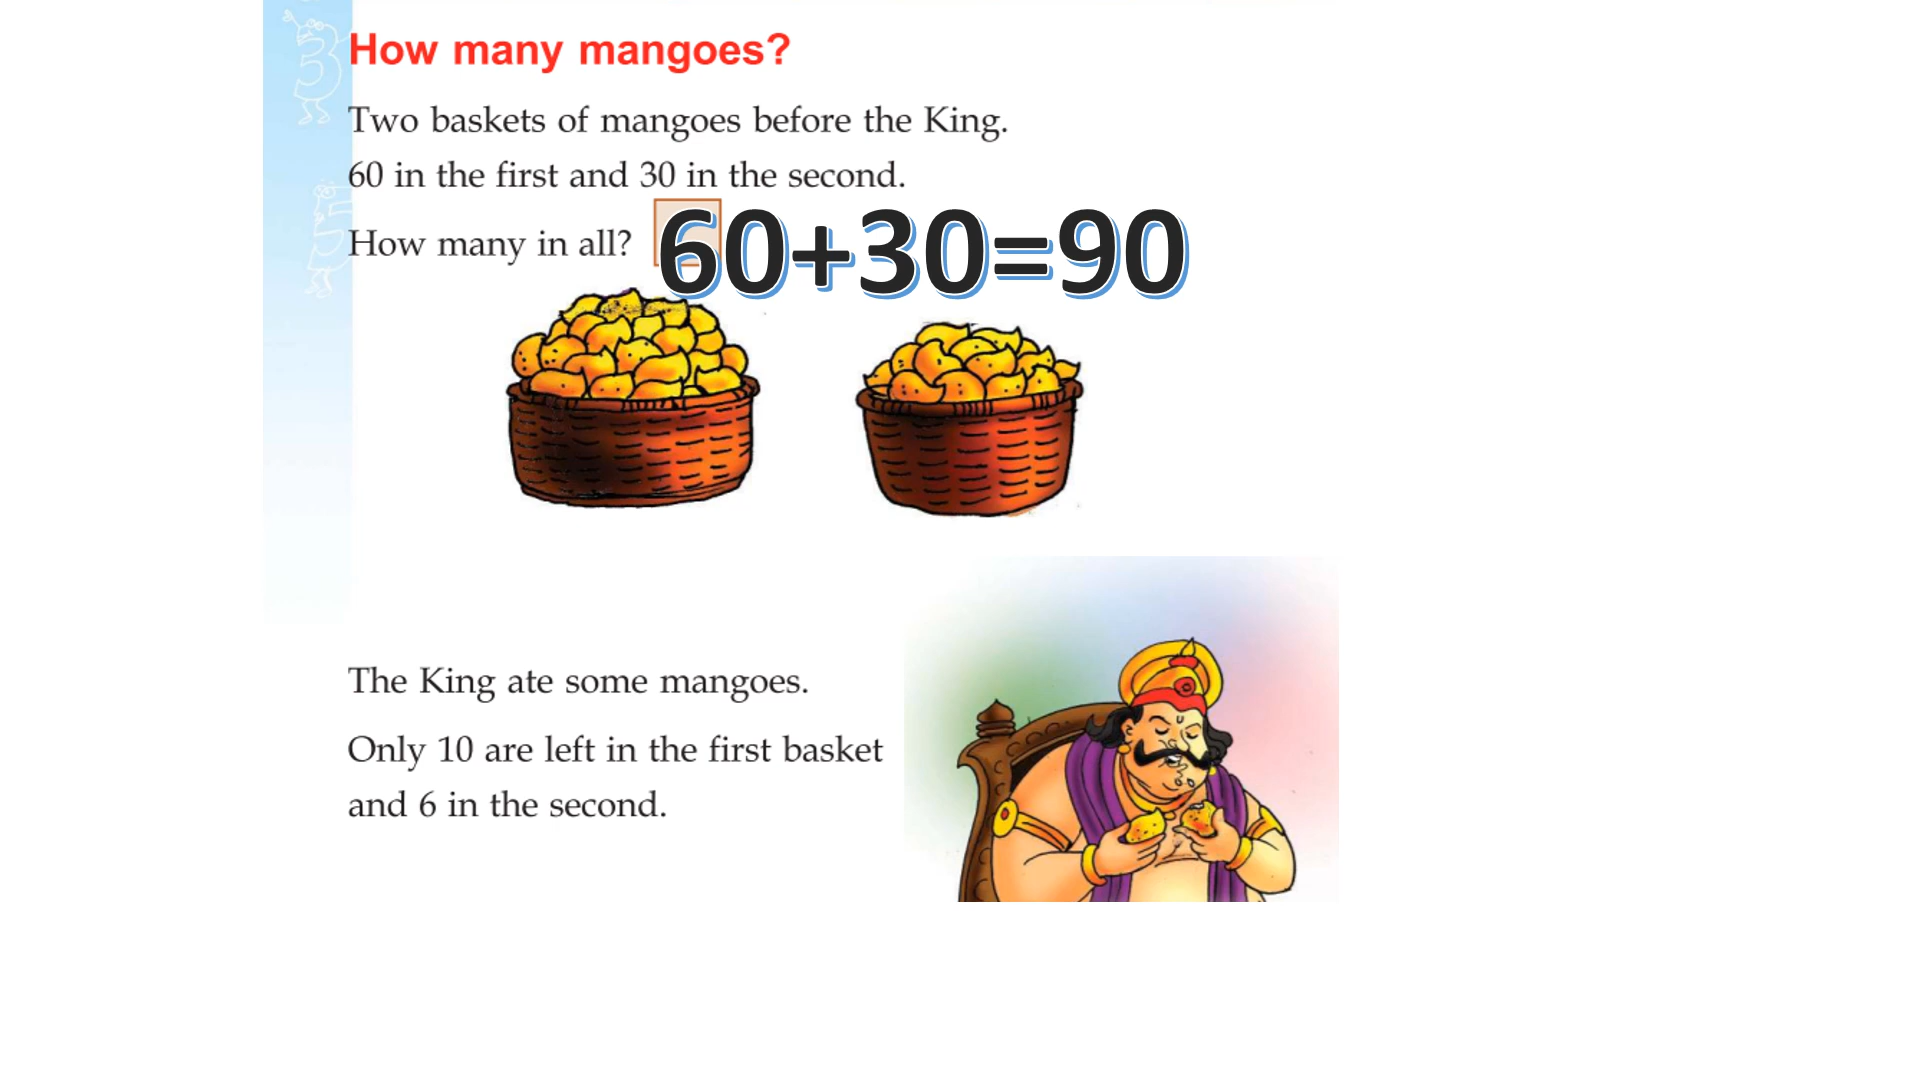 How many mangoes?
Two baskets of mangoes before the King.
60 in the first and 30 in the second.
How many in all? 60+30=90
The King ate some mangoes.
Only 10 are left in the first basket
and 6 in the second.